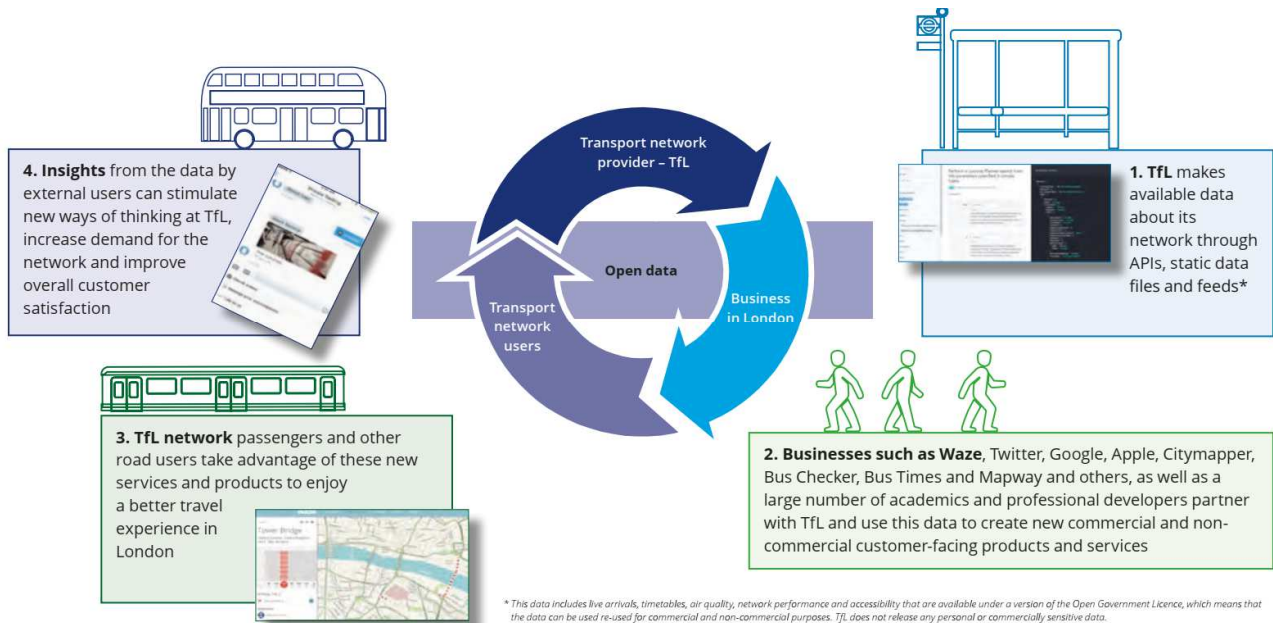 Transport network
provider – TfL
Open data
Business
in London
Transport
network
users
1. TfL makes
available data
about its
network through
APIs, static data
files and feeds*
2. Businesses such as Waze, Twitter, Google, Apple, Citymapper,
Bus Checker, Bus Times and Mapway and others, as well as a
large number of academics and professional developers partner
with TfL and use this data to create new commercial and non-
commercial customer-facing products and services
3. TfL network passengers and other
road users take advantage of these new
services and products to enjoy
a better travel
experience in
London
Tower Bridge
4. Insights from the data by
external users can stimulate
new ways of thinking at TfL,
increase demand for the
network and improve
overall customer
satisfaction
* This data includes live arrivals, timetables, air quality, network performance and accessibility that are available under a version of the Open Government Licence, which means that
the data can be used re-used for commercial and non-commercial purposes. TfL does not release any personal or commercially sensitive data.